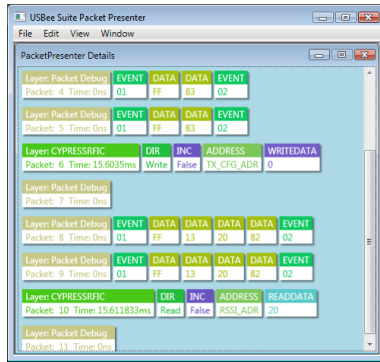 USBee Suite Packet Presenter
File Edit View Window
PacketPresenter Details
Layer: Packet Debug EVENT DATA DATA EVENT
Packet: 4 Time: 0ns 01 FF 83 02
Layer: Packet Debug EVENT DATA DATA EVENT
Packet: 5 Time: 0ns 01 FF 83 02
Layer: CYPRESSRFIC DIR INC ADDRESS WRITEDATA
Packet: 6 Time: 15.6035ms Write False TX_CFG_ADR 0
Layer: Packet Debug
Packet: 7 Time: 0ns
Layer: Packet Debug EVENT DATA DATA DATA DATA EVENT
Packet: 8 Time: 0ns 01 FF 13 20 82 02
Layer: Packet Debug EVENT DATA DATA DATA DATA EVENT
Packet: 9 Time: 0ns 01 FF 13 20 82 02
Layer: CYPRESSRFIC DIR INC ADDRESS READDATA
Packet: 10 Time: 15.611833ms Read False RSSI_ADR 20
Layer: Packet Debug
Packet: 11 Time: 0ns